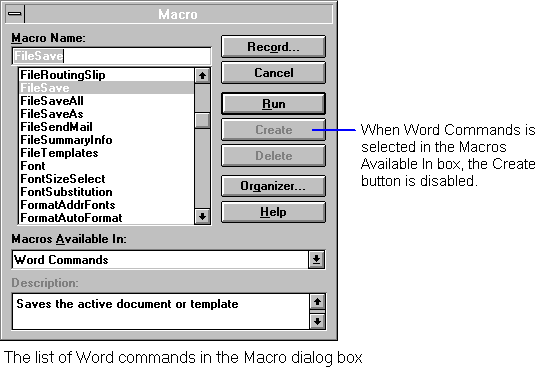 Macro
Macro Name:
FileSave
FileRoutingSlip
FileSave
FileSaveAll
FileSaveAs
FileSendMail
FileSummaryInfo
FileTemplates
Font
FontSizeSelect
FontSubstitution
FormatAddrFonts
FormatAutoFormat
Record...
Cancel
Run
Create
Delete
Organizer...
Help
When Word Commands is
selected in the Macros
Available In box, the Create
button is disabled.
Macros Available In:
Word Commands
Description:
Saves the active document or template
The list of Word commands in the Macro dialog box